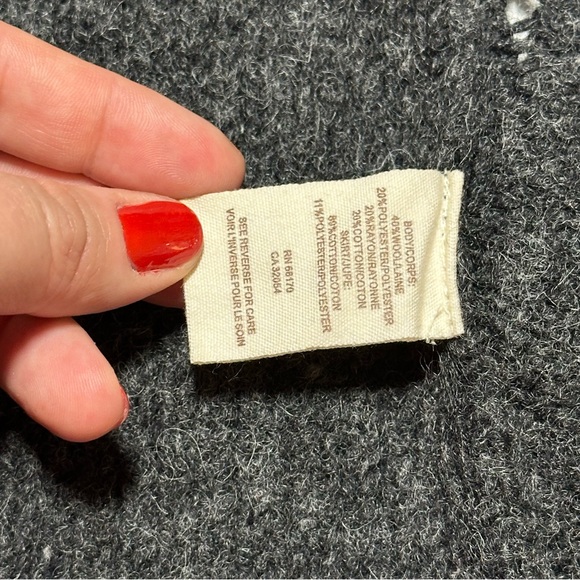 BODY/CORPS:
40%WOOL/LAINE
20%POLYESTER/POLYESTER
20%RAYON/RAYONNE
20%COTTON/COTON
SKIRT/JUPE:
89%COTTON/COTON
11%POLYESTER/POLYESTER
RN 66170
CA 32054
SEE REVERSE FOR CARE
VOIR L'INVERSE POUR LE SOIN